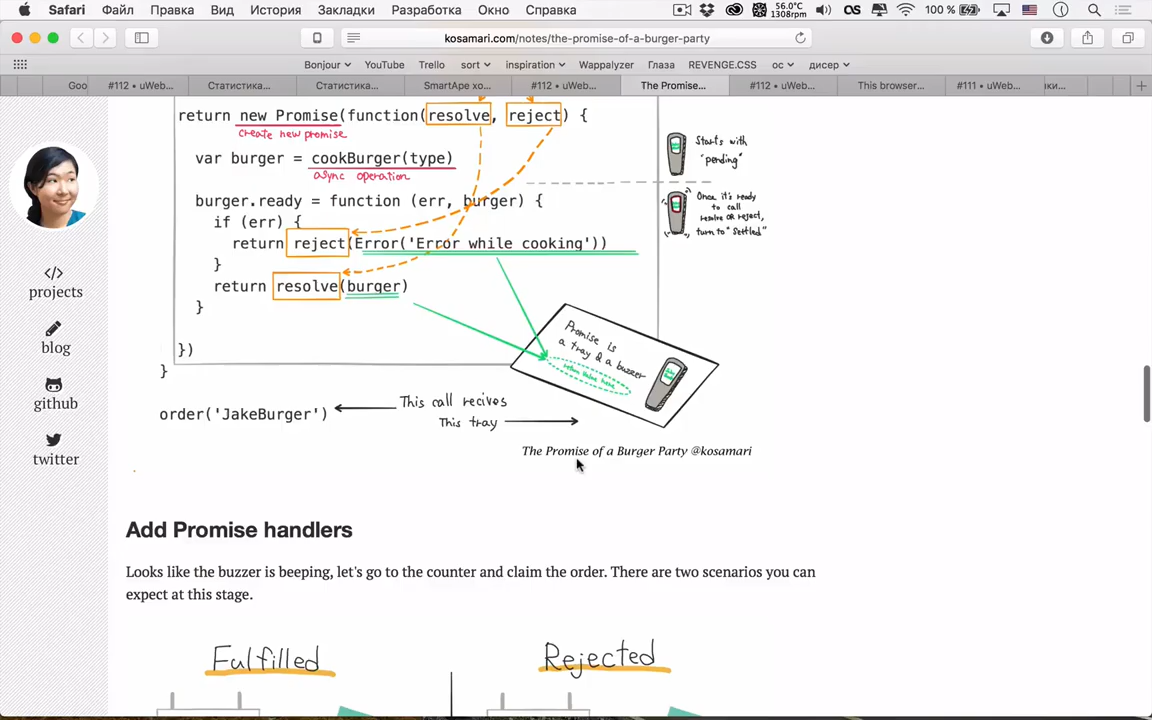 Safari Файл Правка Вид История Закладки Разработка Окно Справка 56.0°C 1308rpm 100 %
kosamari.com/notes/the-promise-of-a-burger-party
Bonjour YouTube Trello sort inspiration Wappalyzer Глаза REVENGE.CSS ос дисер
Goo #112 • uWeb... Статистика... Статистика... SmartApe хо... #112 • uWeb... The Promise... #112 • uWeb... This browser... #111 • uWeb... ки...
return new Promise(function(resolve, reject) {
create new promise
var burger = cookBurger(type)
async operation
burger.ready = function (err, burger) {
if (err) {
return reject(Error('Error while cooking'))
}
return resolve(burger)
}
})
}
Starts with
"pending"
Once it's ready
to call
resolve OR reject,
turn to "settled"
Promise is
a tray & a buzzer
return value here
order('JakeBurger')
This call recives
This tray
The Promise of a Burger Party @kosamari
projects
blog
github
twitter
Add Promise handlers
Looks like the buzzer is beeping, let's go to the counter and claim the order. There are two scenarios you can
expect at this stage.
Fulfilled
Rejected